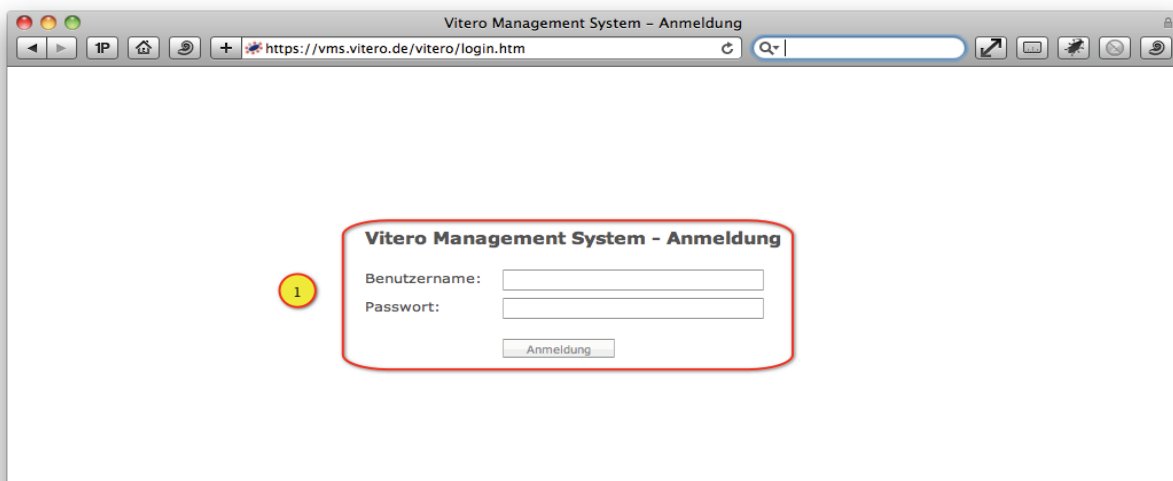 Vitero Management System – Anmeldung
1P
+
https://vms.vitero.de/vitero/login.htm
Vitero Management System - Anmeldung
1
Benutzername:
Passwort:
Anmeldung